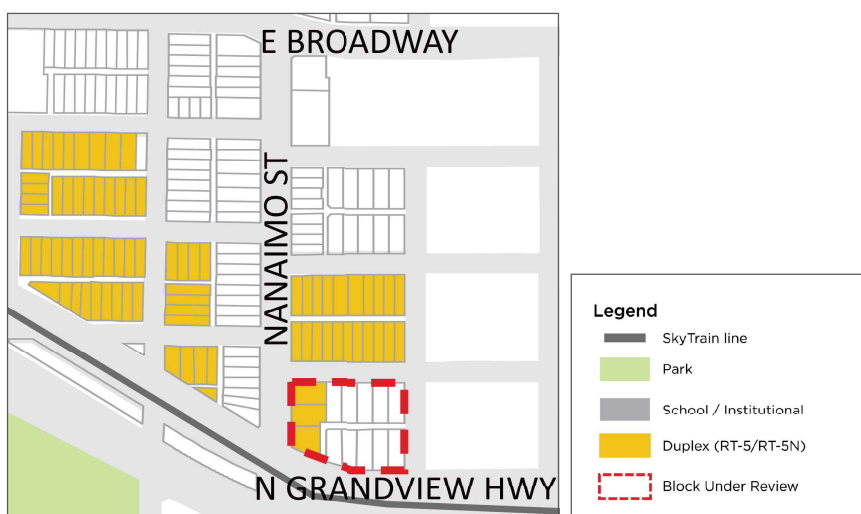 E BROADWAY
NANAIMO ST
N GRANDVIEW HWY
Legend
SkyTrain line
Park
School / Institutional
Duplex (RT-5/RT-5N)
Block Under Review